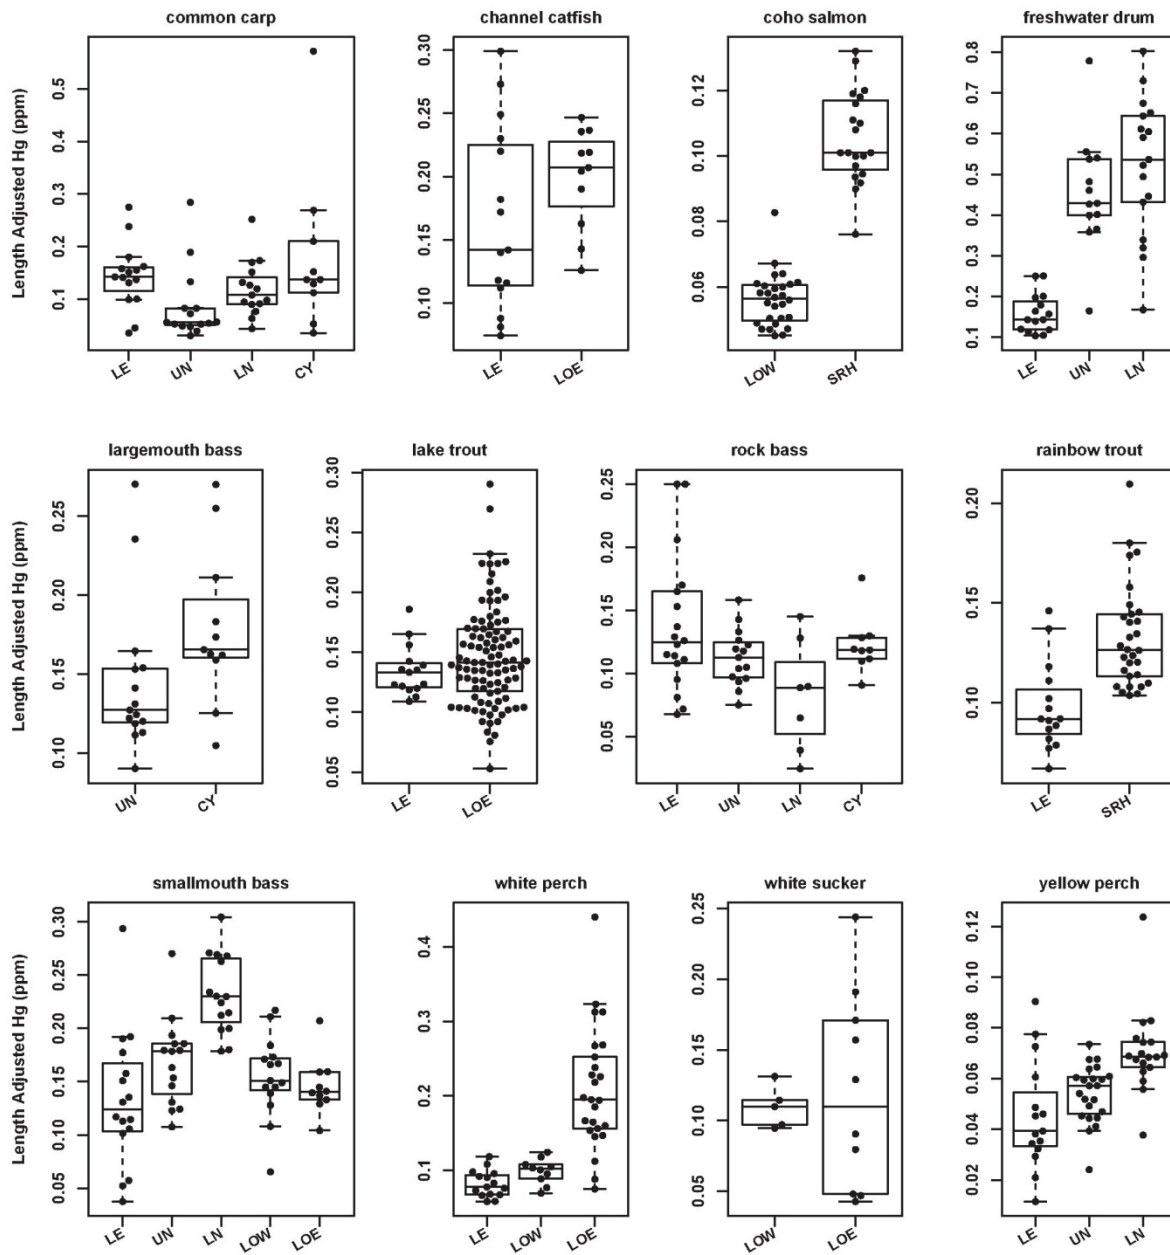 common carp
channel catfish
coho salmon
freshwater drum
Length Adjusted Hg (ppm)
0.5
0.4
0.3
0.2
0.1
LE UN LN CY
0.30
0.25
0.20
0.15
0.10
LE LOE
0.12
0.10
0.08
0.06
LOW SRH
0.8
0.7
0.6
0.5
0.4
0.3
0.2
0.1
LE UN LN
largemouth bass
lake trout
rock bass
rainbow trout
Length Adjusted Hg (ppm)
0.25
0.20
0.15
0.10
UN CY
0.30
0.25
0.20
0.15
0.10
0.05
LE LOE
0.25
0.20
0.15
0.10
0.05
LE UN LN CY
0.20
0.15
0.10
LE SRH
smallmouth bass
white perch
white sucker
yellow perch
Length Adjusted Hg (ppm)
0.30
0.25
0.20
0.15
0.10
0.05
LE UN LN LOW LOE
0.4
0.3
0.2
0.1
LE LOW LOE
0.25
0.20
0.15
0.10
0.05
LOW LOE
0.12
0.10
0.08
0.06
0.04
0.02
LE UN LN